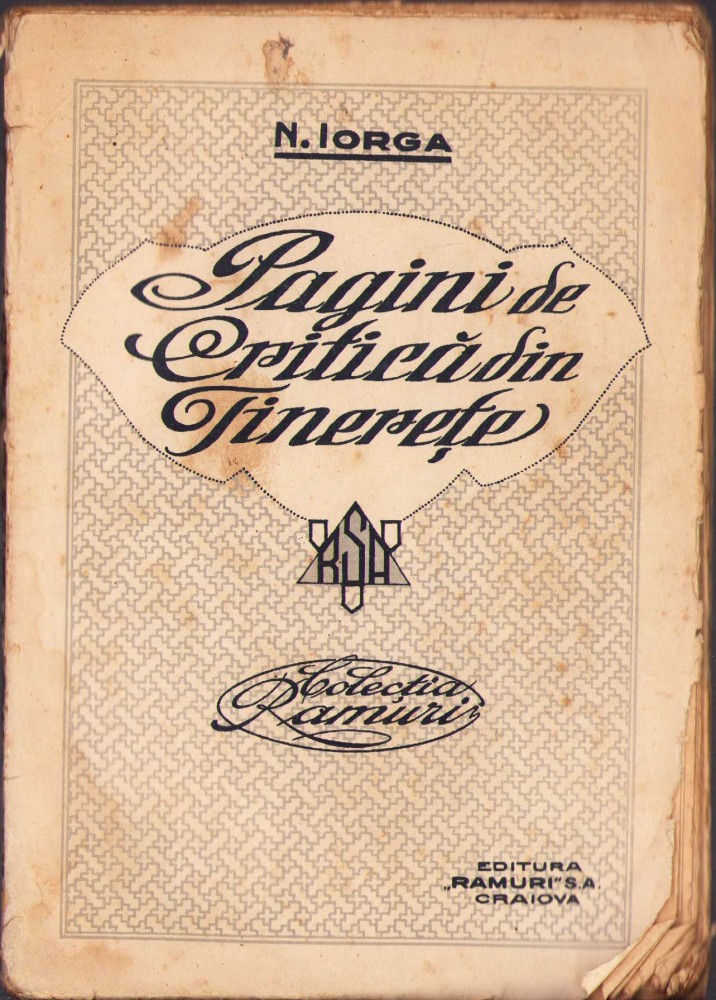 N. IORGA
Pagini de
Critică din
Tinerețe
RSA
Colecția
Ramuri
EDITURA
„RAMURI” S.A.
CRAIOVA